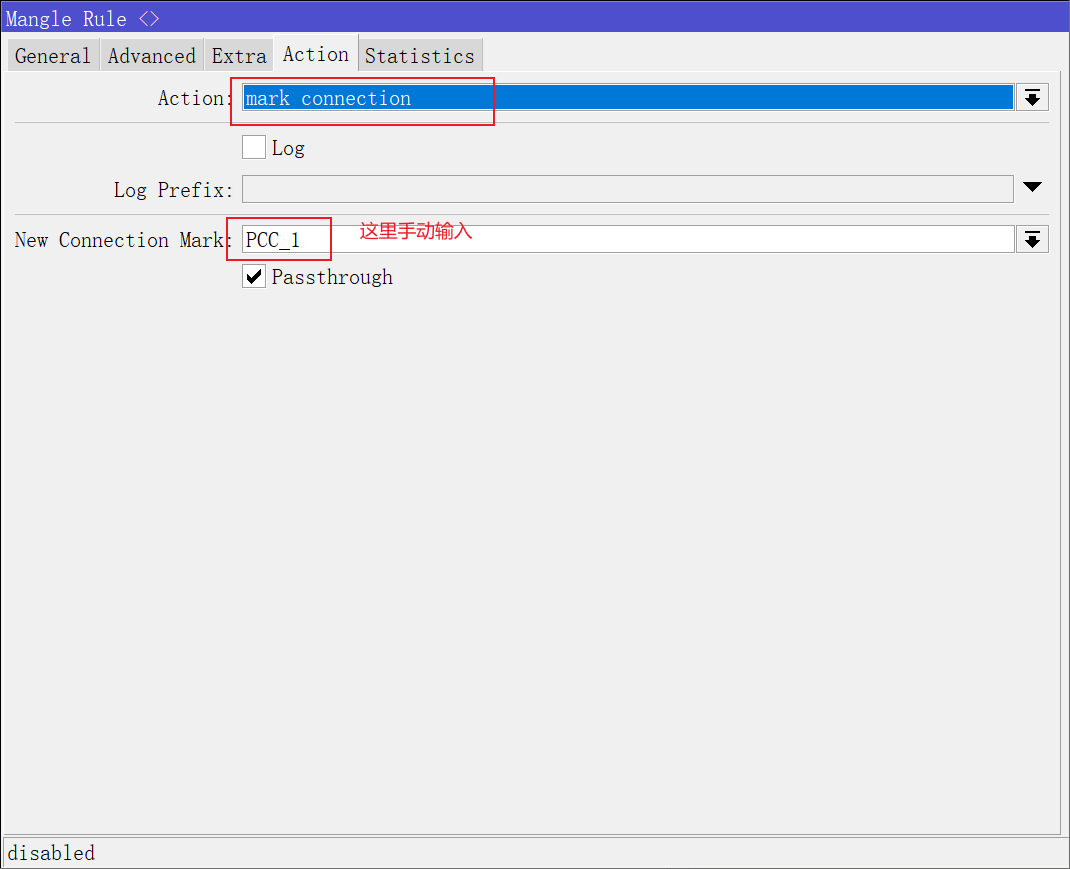 Mangle Rule <>
General Advanced Extra Action Statistics
Action: mark connection
Log
Log Prefix:
New Connection Mark: PCC_1 这里手动输入
Passthrough
disabled